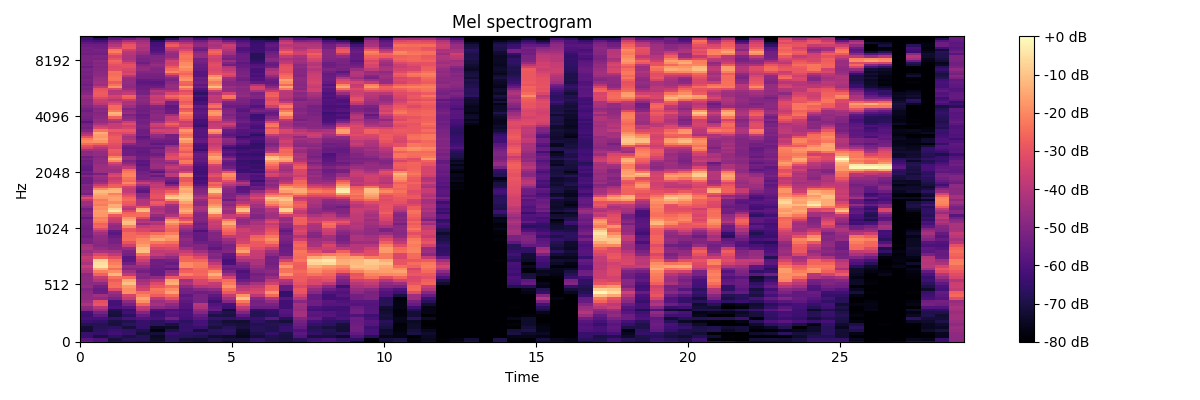 Mel spectrogram
8192
4096
2048
1024
512
0
Hz
0 5 10 15 20 25
Time
+0 dB
-10 dB
-20 dB
-30 dB
-40 dB
-50 dB
-60 dB
-70 dB
-80 dB